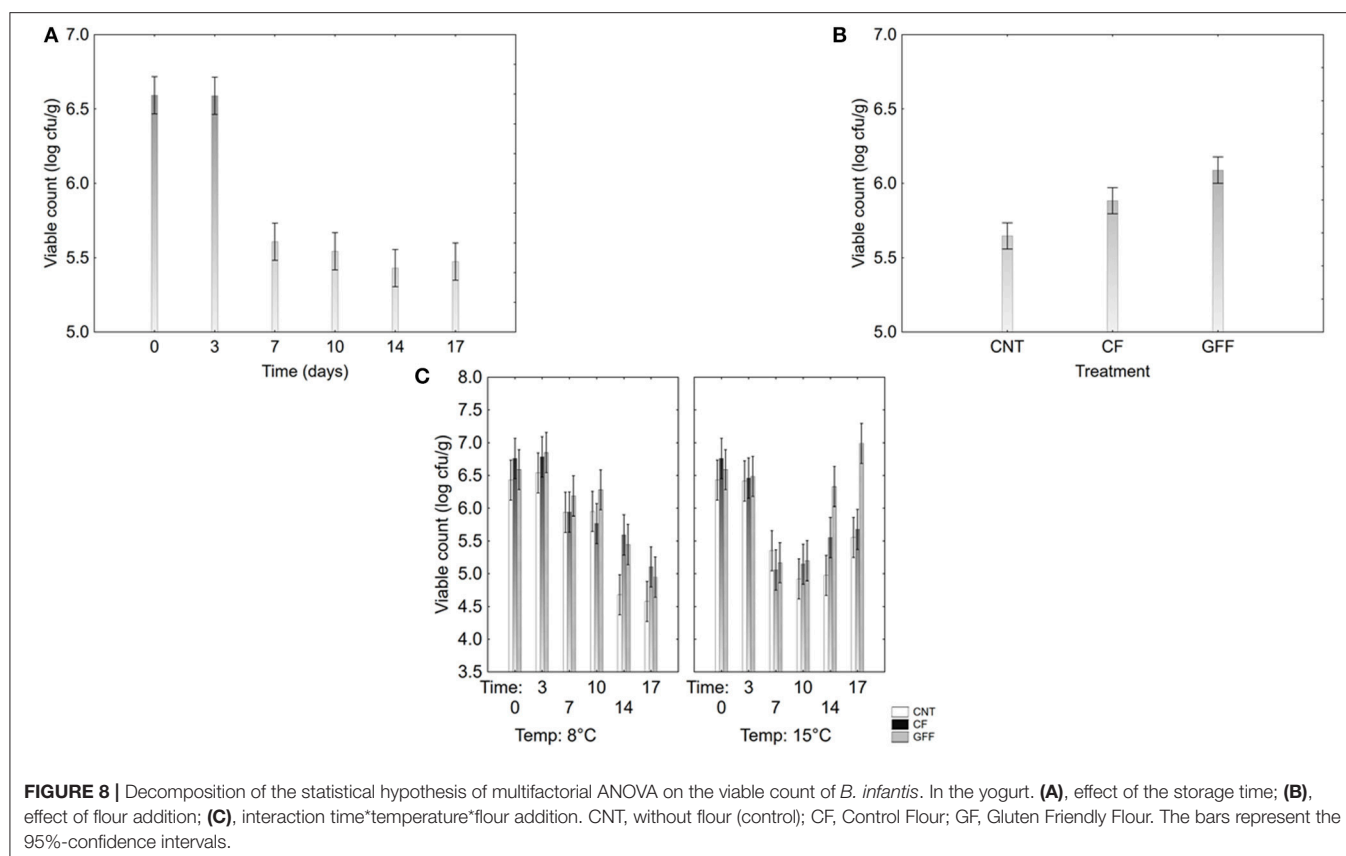 A
7.0
6.5
6.0
5.5
5.0
Viable count (log cfu/g)
0 3 7 10 14 17
Time (days)
B
7.0
6.5
6.0
5.5
5.0
Viable count (log cfu/g)
CNT CF GFF
Treatment
C
8.0
7.5
7.0
6.5
6.0
5.5
5.0
4.5
4.0
3.5
Viable count (log cfu/g)
Time: 3 10 17
0 7 14
Temp: 8°C
Time: 3 10 17
0 7 14
Temp: 15°C
CNT
CF
GFF
FIGURE 8 | Decomposition of the statistical hypothesis of multifactorial ANOVA on the viable count of B. infantis. In the yogurt. (A), effect of the storage time; (B),
effect of flour addition; (C), interaction time*temperature*flour addition. CNT, without flour (control); CF, Control Flour; GF, Gluten Friendly Flour. The bars represent the
95%-confidence intervals.